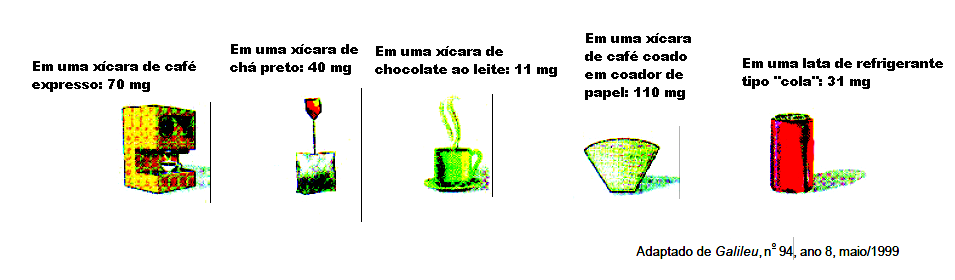 Em uma xícara de café
expresso: 70 mg
Em uma xícara de
chá preto: 40 mg
Em uma xícara de
chocolate ao leite: 11 mg
Em uma xícara
de café coado
em coador de
papel: 110 mg
Em uma lata de refrigerante
tipo "cola": 31 mg
Adaptado de Galileu, nº 94, ano 8, maio/1999